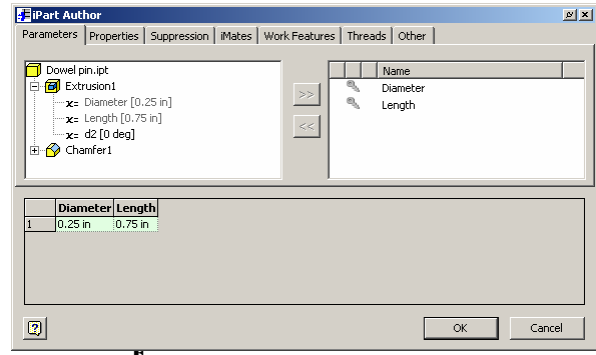 iPart Author
Parameters Properties Suppression iMates Work Features Threads Other
Dowel pin.ipt
Extrusion1
x= Diameter [0.25 in]
x= Length [0.75 in]
x= d2 [0 deg]
Chamfer1
>>
<<
Name
Diameter
Length
Diameter Length
1 0.25 in 0.75 in
OK Cancel